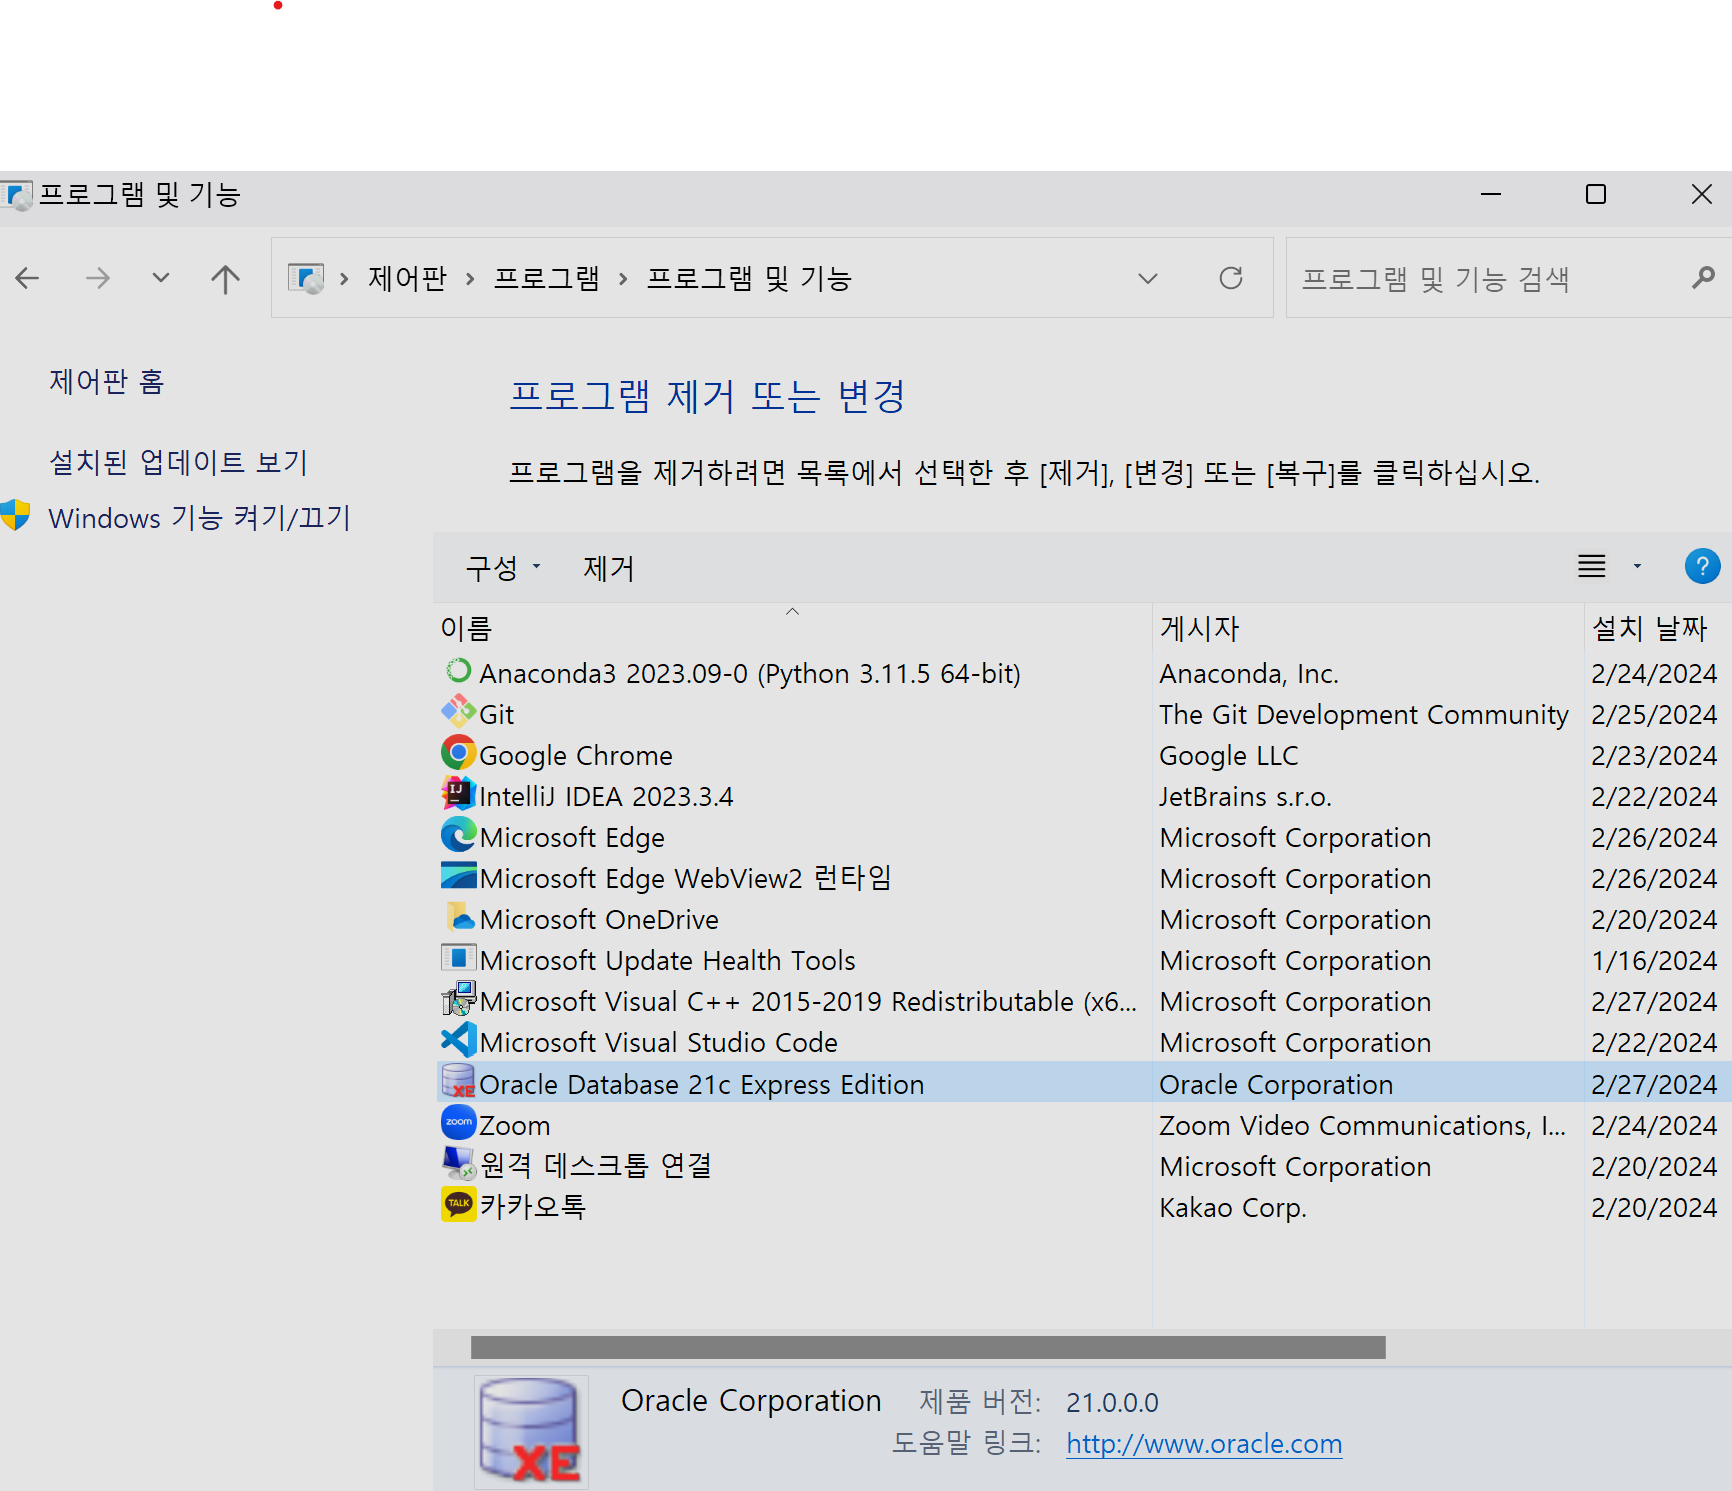 프로그램 및 기능
제어판 › 프로그램 › 프로그램 및 기능
프로그램 및 기능 검색
제어판 홈
설치된 업데이트 보기
Windows 기능 켜기/끄기
프로그램 제거 또는 변경
프로그램을 제거하려면 목록에서 선택한 후 [제거], [변경] 또는 [복구]를 클릭하십시오.
구성 제거
이름 게시자 설치 날짜
Anaconda3 2023.09-0 (Python 3.11.5 64-bit) Anaconda, Inc. 2/24/2024
Git The Git Development Community 2/25/2024
Google Chrome Google LLC 2/23/2024
IntelliJ IDEA 2023.3.4 JetBrains s.r.o. 2/22/2024
Microsoft Edge Microsoft Corporation 2/26/2024
Microsoft Edge WebView2 런타임 Microsoft Corporation 2/26/2024
Microsoft OneDrive Microsoft Corporation 2/20/2024
Microsoft Update Health Tools Microsoft Corporation 1/16/2024
Microsoft Visual C++ 2015-2019 Redistributable (x6... Microsoft Corporation 2/27/2024
Microsoft Visual Studio Code Microsoft Corporation 2/22/2024
Oracle Database 21c Express Edition Oracle Corporation 2/27/2024
Zoom Zoom Video Communications, I... 2/24/2024
원격 데스크톱 연결 Microsoft Corporation 2/20/2024
카카오톡 Kakao Corp. 2/20/2024
XE
Oracle Corporation 제품 버전: 21.0.0.0
도움말 링크: http://www.oracle.com